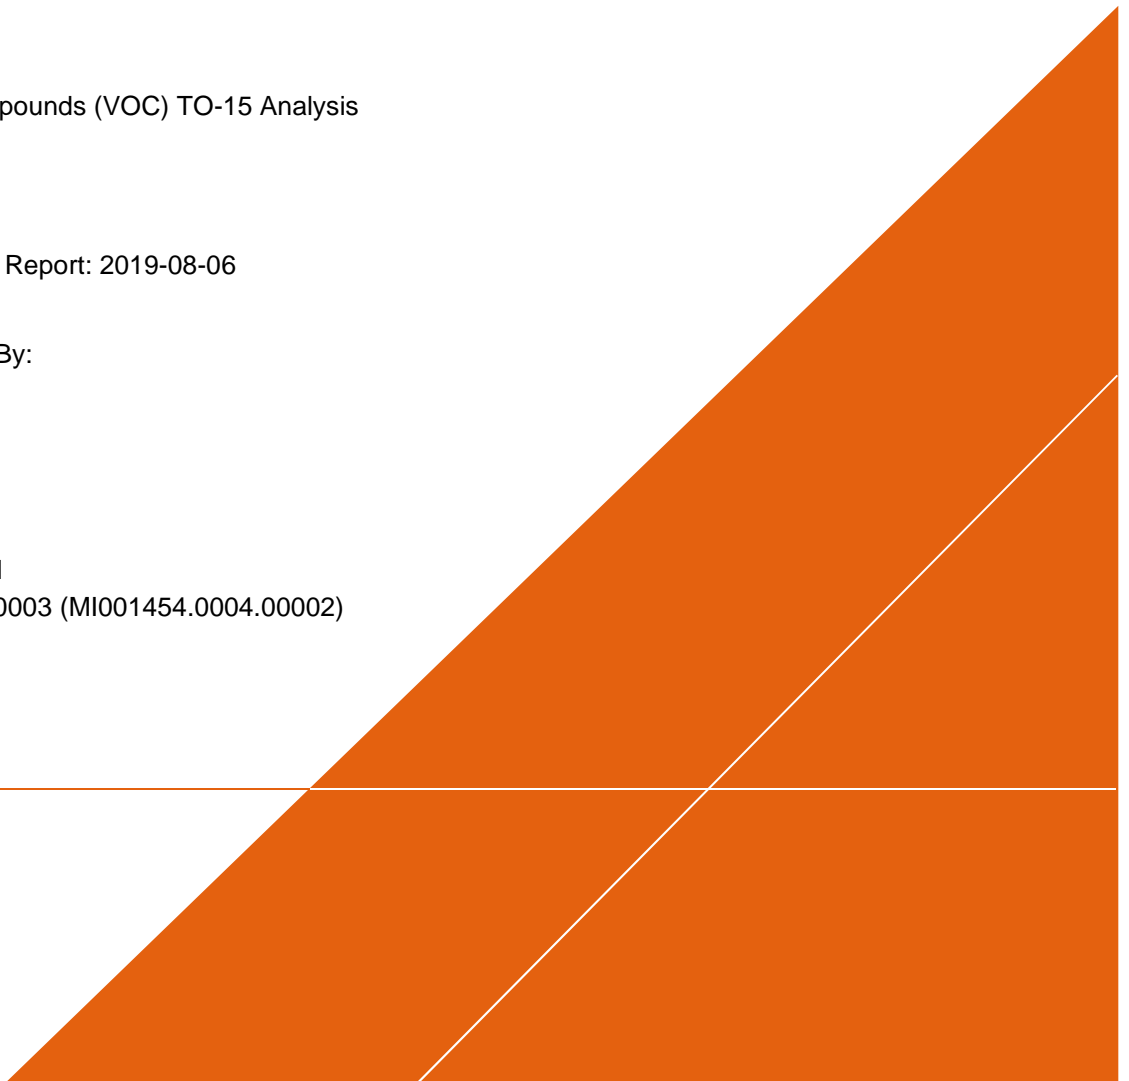 pounds (VOC) TO-15 Analysis
Report: 2019-08-06
By:
0003 (MI001454.0004.00002)